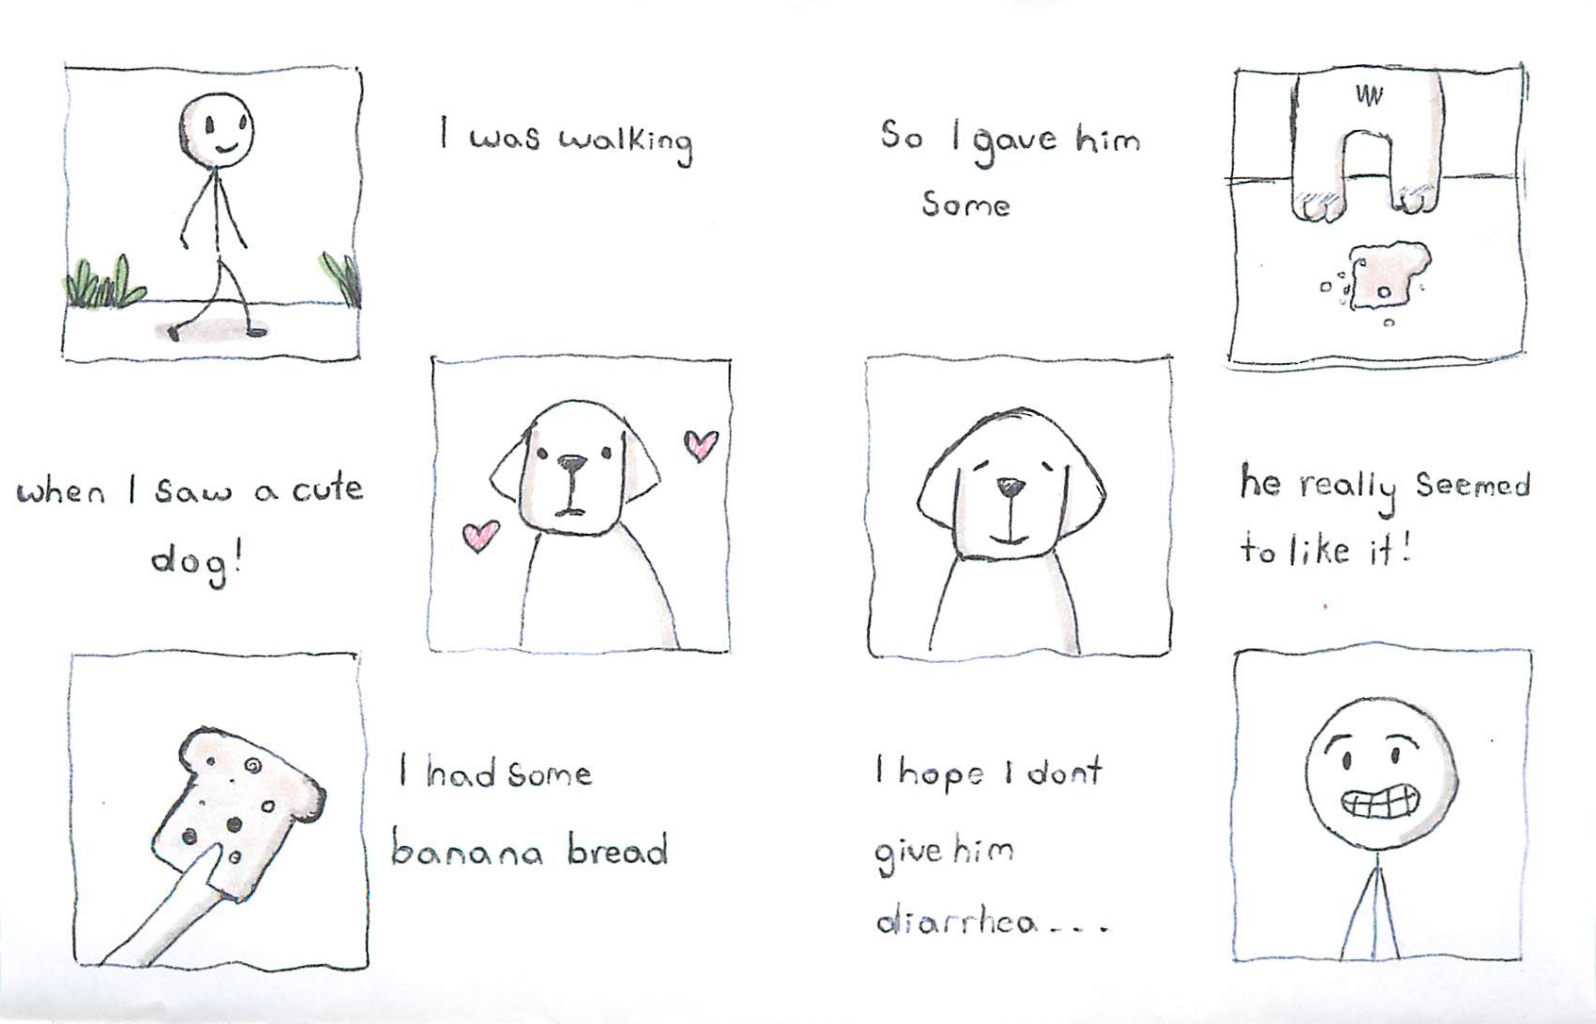 I was walking
when I saw a cute
dog!
I had some
banana bread
So I gave him
some
he really seemed
to like it!
I hope I dont
give him
diarrhea....